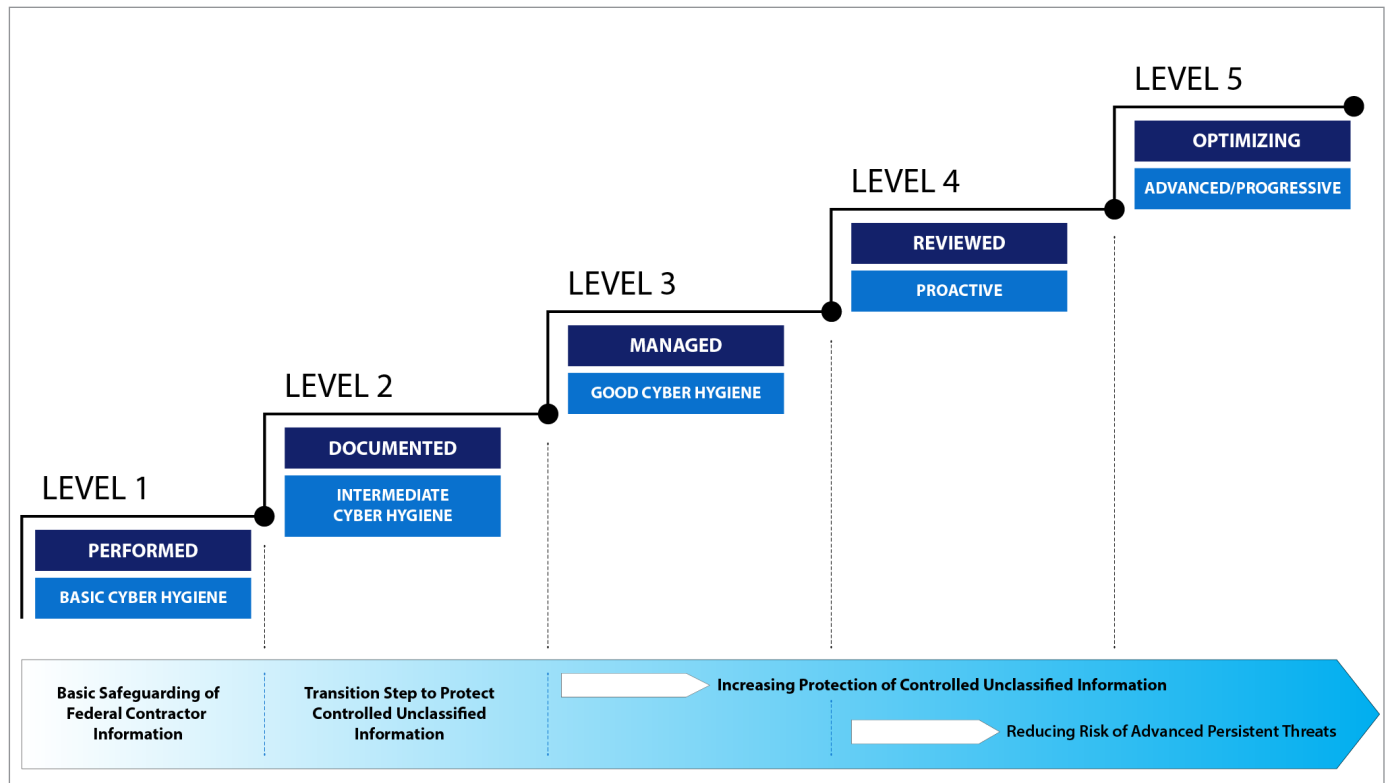 LEVEL 1
PERFORMED
BASIC CYBER HYGIENE
LEVEL 2
DOCUMENTED
INTERMEDIATE
CYBER HYGIENE
LEVEL 3
MANAGED
GOOD CYBER HYGIENE
LEVEL 4
REVIEWED
PROACTIVE
LEVEL 5
OPTIMIZING
ADVANCED/PROGRESSIVE
Basic Safeguarding of
Federal Contractor
Information
Transition Step to Protect
Controlled Unclassified
Information
Increasing Protection of Controlled Unclassified Information
Reducing Risk of Advanced Persistent Threats